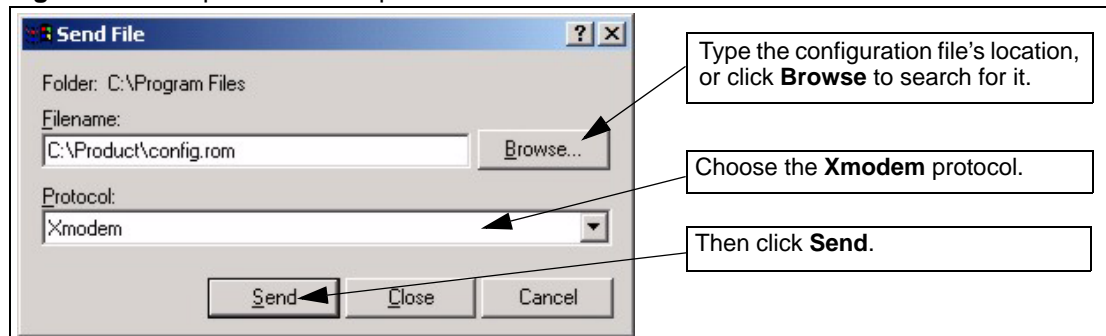 Send File
Folder: C:\Program Files
Filename:
C:\Product\config.rom
Browse...
Protocol:
Xmodem
Send
Close
Cancel
Type the configuration file's location,
or click Browse to search for it.
Choose the Xmodem protocol.
Then click Send.